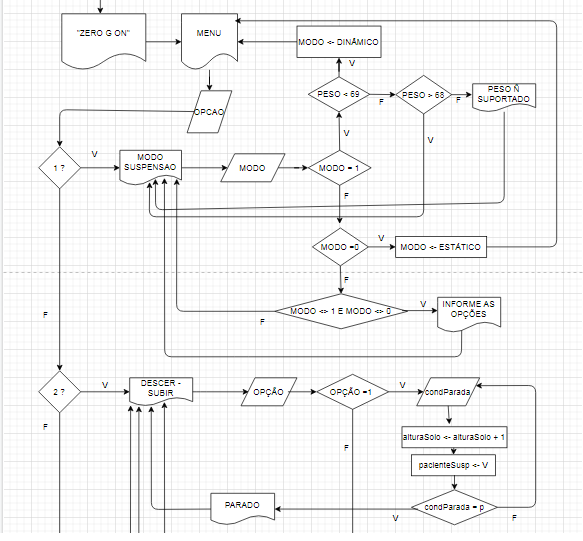 "ZERO G ON"
MENU
MODO <- DINÂMICO
V
PESO < 69
F
PESO > 68
F
PESO Ñ
SUPORTADO
OPCAO
V
V
1 ?
V
MODO
SUSPENSAO
MODO
MODO = 1
F
MODO =0
V
MODO <- ESTÁTICO
F
F
MODO <> 1 E MODO <> 0
V
INFORME AS
OPÇÕES
F
2 ?
V
DESCER -
SUBIR
OPÇÃO
OPÇÃO =1
V
condParada
F
alturaSolo <- alturaSolo + 1
F
pacienteSusp <- V
PARADO
condParada = p
V
F